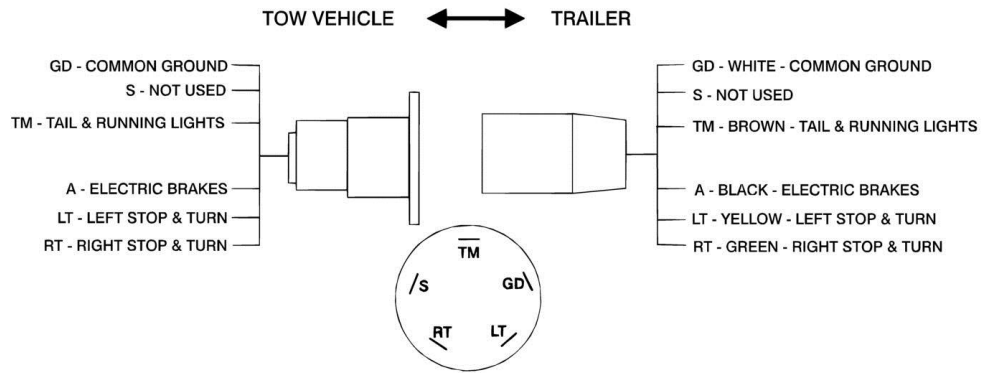 TOW VEHICLE
TRAILER
GD - COMMON GROUND
S - NOT USED
TM - TAIL & RUNNING LIGHTS
A - ELECTRIC BRAKES
LT - LEFT STOP & TURN
RT - RIGHT STOP & TURN
GD - WHITE - COMMON GROUND
S - NOT USED
TM - BROWN - TAIL & RUNNING LIGHTS
A - BLACK - ELECTRIC BRAKES
LT - YELLOW - LEFT STOP & TURN
RT - GREEN - RIGHT STOP & TURN
TM
S
GD
RT
LT